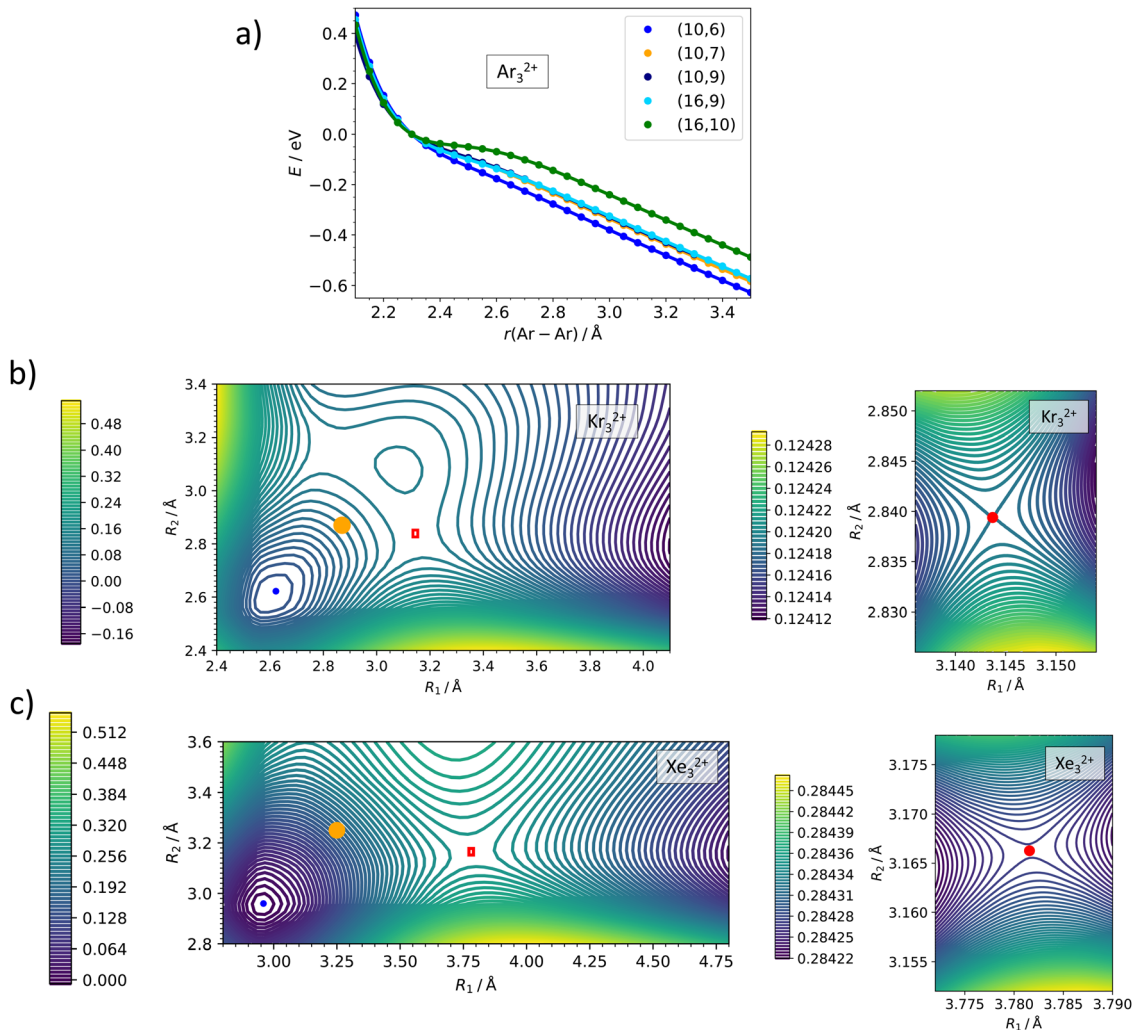 a)
Ar₃²⁺
(10,6)
(10,7)
(10,9)
(16,9)
(16,10)
0.4
0.2
0.0
−0.2
−0.4
−0.6
E / eV
2.2 2.4 2.6 2.8 3.0 3.2 3.4
r(Ar − Ar) / Å
b)
0.48
0.40
0.32
0.24
0.16
0.08
0.00
−0.08
−0.16
3.4
3.2
3.0
2.8
2.6
2.4
R₂ / Å
Kr₃²⁺
2.4 2.6 2.8 3.0 3.2 3.4 3.6 3.8 4.0
R₁ / Å
0.12428
0.12426
0.12424
0.12422
0.12420
0.12418
0.12416
0.12414
0.12412
2.850
2.845
2.840
2.835
2.830
R₂ / Å
Kr₃²⁺
3.140 3.145 3.150
R₁ / Å
c)
0.512
0.448
0.384
0.320
0.256
0.192
0.128
0.064
0.000
3.6
3.4
3.2
3.0
2.8
R₂ / Å
Xe₃²⁺
3.00 3.25 3.50 3.75 4.00 4.25 4.50 4.75
R₁ / Å
0.28445
0.28442
0.28439
0.28436
0.28434
0.28431
0.28428
0.28425
0.28422
3.175
3.170
3.165
3.160
3.155
R₂ / Å
Xe₃²⁺
3.775 3.780 3.785 3.790
R₁ / Å